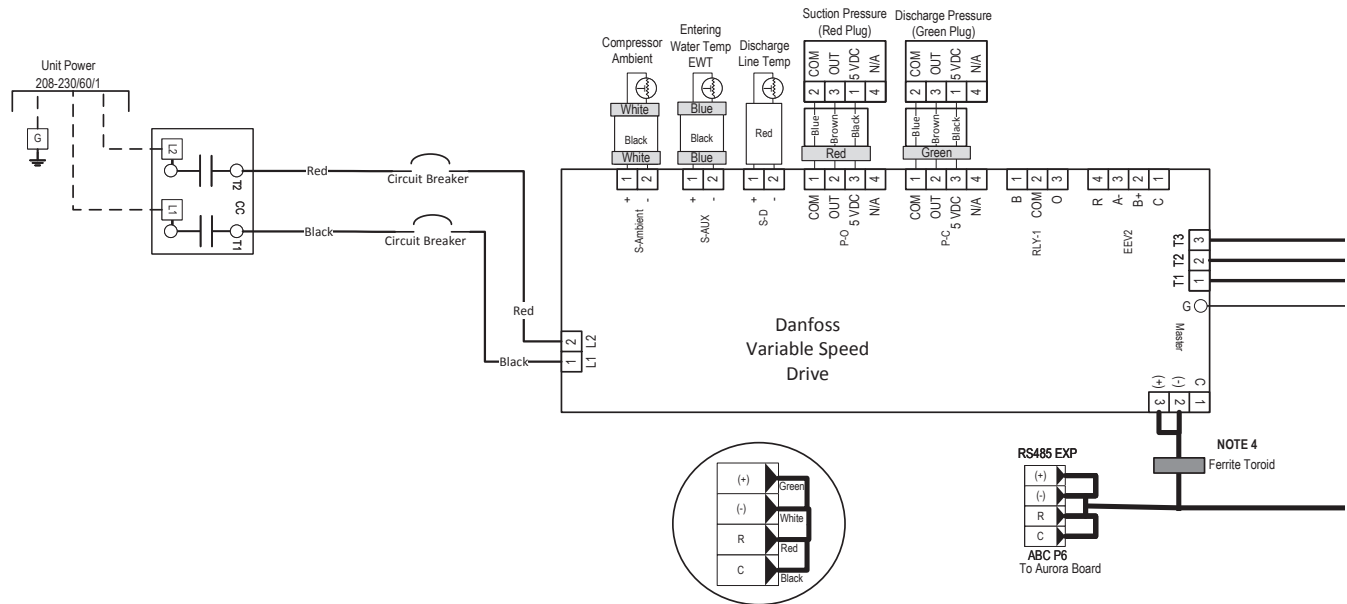 Unit Power
208-230/60/1
G
L2
T2
CC
L1
T1
Red
Circuit Breaker
Black
Circuit Breaker
Red
Black
2 L2
1 L1
Compressor
Ambient
White
Black
White
1 2
+ -
S-Ambient
Entering
Water Temp
EWT
Blue
Black
Blue
1 2
+ -
S-AUX
Discharge
Line Temp
Red
1 2
+ -
S-D
Suction Pressure
(Red Plug)
COM OUT 5 VDC N/A
2 3 1 4
Blue Brown Black
Red
1 2 3 4
COM OUT 5 VDC N/A
P-O
Discharge Pressure
(Green Plug)
COM OUT 5 VDC N/A
2 3 1 4
Blue Brown Black
Green
1 2 3 4
COM OUT 5 VDC N/A
P-C
1 2 3
B COM O
RLY-1
4 3 2 1
R A- B+ C
EEV2
T3 3
T2 2
T1 1
G
Master
Danfoss
Variable Speed
Drive
(+) (-) C
3 2 1
NOTE 4
Ferrite Toroid
RS485 EXP
(+)
(-)
R
C
ABC P6
To Aurora Board
(+) Green
(-) White
R Red
C Black